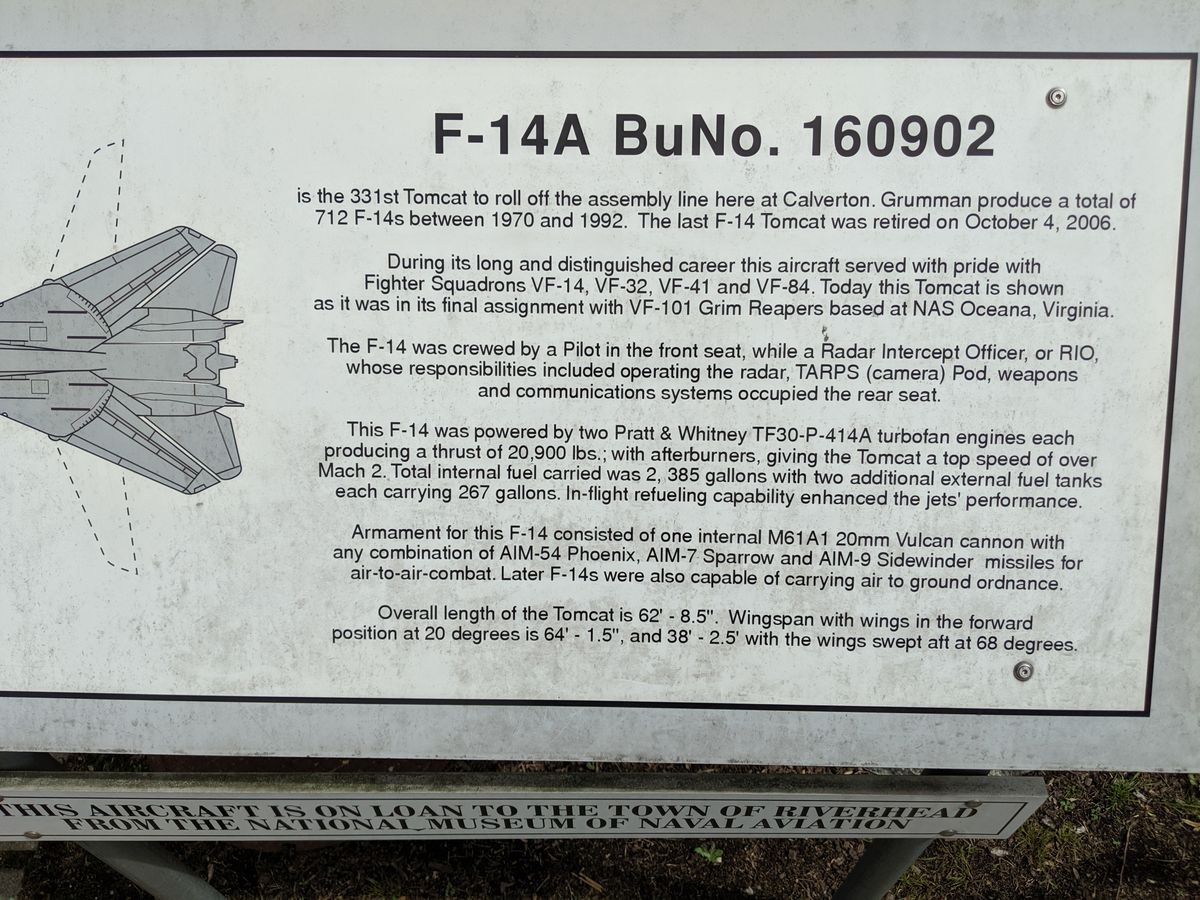 F-14A BuNo. 160902
is the 331st Tomcat to roll off the assembly line here at Calverton. Grumman produce a total of
712 F-14s between 1970 and 1992. The last F-14 Tomcat was retired on October 4, 2006.
During its long and distinguished career this aircraft served with pride with
Fighter Squadrons VF-14, VF-32, VF-41 and VF-84. Today this Tomcat is shown
as it was in its final assignment with VF-101 Grim Reapers based at NAS Oceana, Virginia.
The F-14 was crewed by a Pilot in the front seat, while a Radar Intercept Officer, or RIO,
whose responsibilities included operating the radar, TARPS (camera) Pod, weapons
and communications systems occupied the rear seat.
This F-14 was powered by two Pratt & Whitney TF30-P-414A turbofan engines each
producing a thrust of 20,900 lbs.; with afterburners, giving the Tomcat a top speed of over
Mach 2. Total internal fuel carried was 2, 385 gallons with two additional external fuel tanks
each carrying 267 gallons. In-flight refueling capability enhanced the jets' performance.
Armament for this F-14 consisted of one internal M61A1 20mm Vulcan cannon with
any combination of AIM-54 Phoenix, AIM-7 Sparrow and AIM-9 Sidewinder missiles for
air-to-air-combat. Later F-14s were also capable of carrying air to ground ordnance.
Overall length of the Tomcat is 62' - 8.5". Wingspan with wings in the forward
position at 20 degrees is 64' - 1.5", and 38' - 2.5' with the wings swept aft at 68 degrees.
THIS AIRCRAFT IS ON LOAN TO THE TOWN OF RIVERHEAD
FROM THE NATIONAL MUSEUM OF NAVAL AVIATION